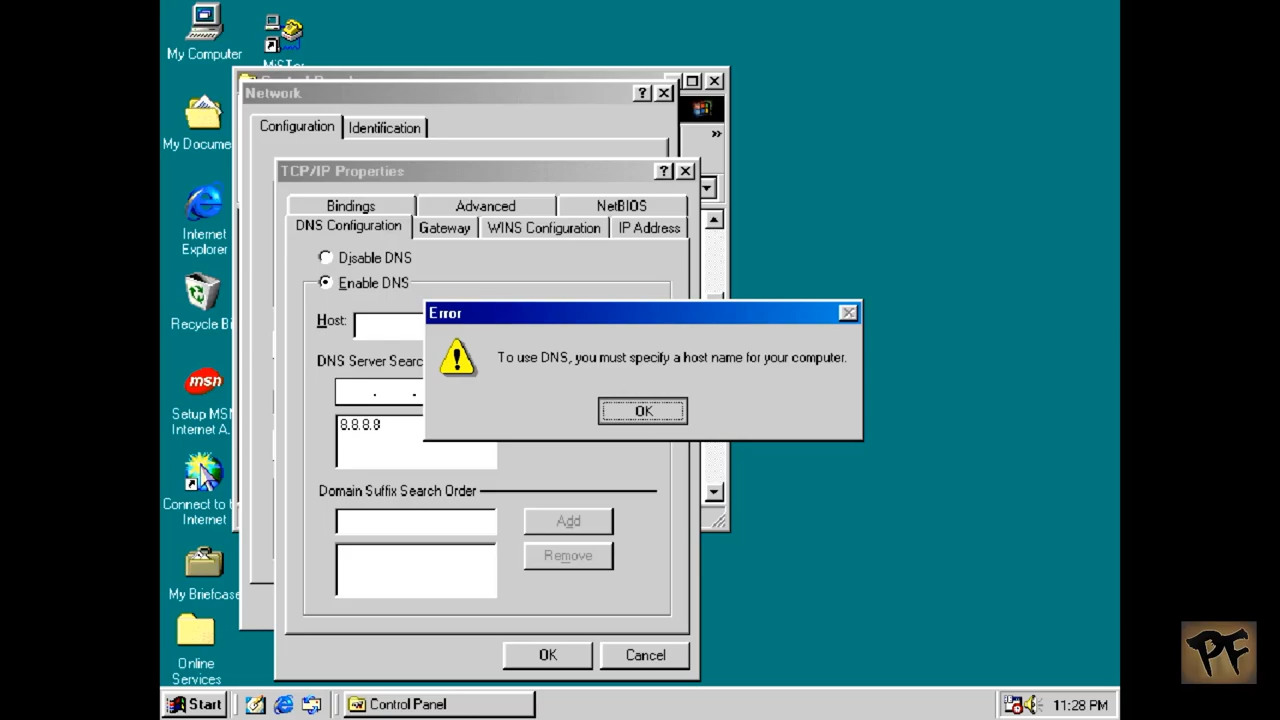 My Computer
MiSTer
Network
My Docume
Configuration
Identification
TCP/IP Properties
Bindings
Advanced
NetBIOS
DNS Configuration
Gateway
WINS Configuration
IP Address
Internet
Explorer
Disable DNS
Enable DNS
Host:
Error
To use DNS, you must specify a host name for your computer.
OK
Recycle Bi
DNS Server Searc
. .
8.8.8.8
msn
Setup MS
Internet A.
Domain Suffix Search Order
Add
Remove
Connect to t
Internet
My Briefcase
Online
Services
OK
Cancel
Start
Control Panel
11:28 PM
PF